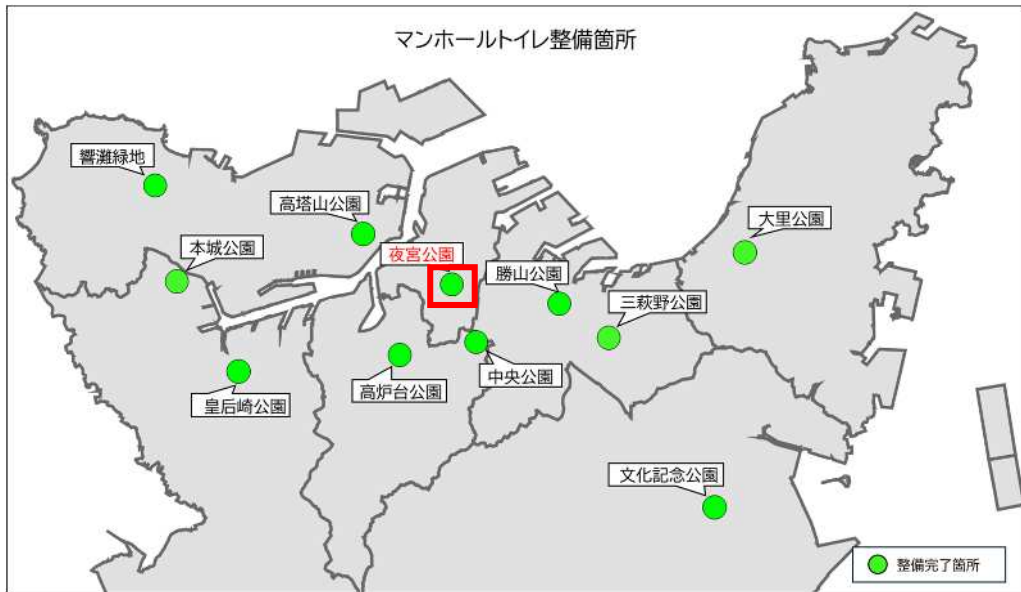 マンホールトイレ整備箇所
響灘緑地
高塔山公園
大里公園
本城公園
夜宮公園
勝山公園
三萩野公園
中央公園
高炉台公園
皇后崎公園
文化記念公園
整備完了箇所